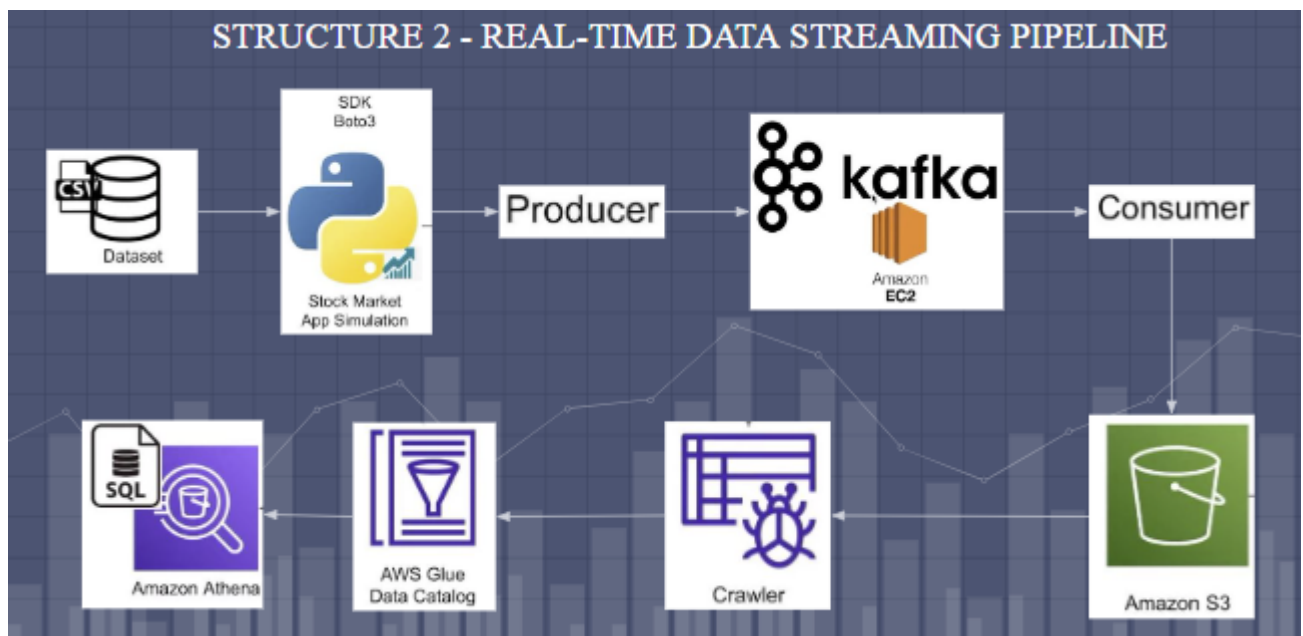 STRUCTURE 2 - REAL-TIME DATA STREAMING PIPELINE
CSV
Dataset
SDK
Boto3
Stock Market
App Simulation
Producer
kafka
Amazon
EC2
Consumer
SQL
Amazon Athena
AWS Glue
Data Catalog
Crawler
Amazon S3